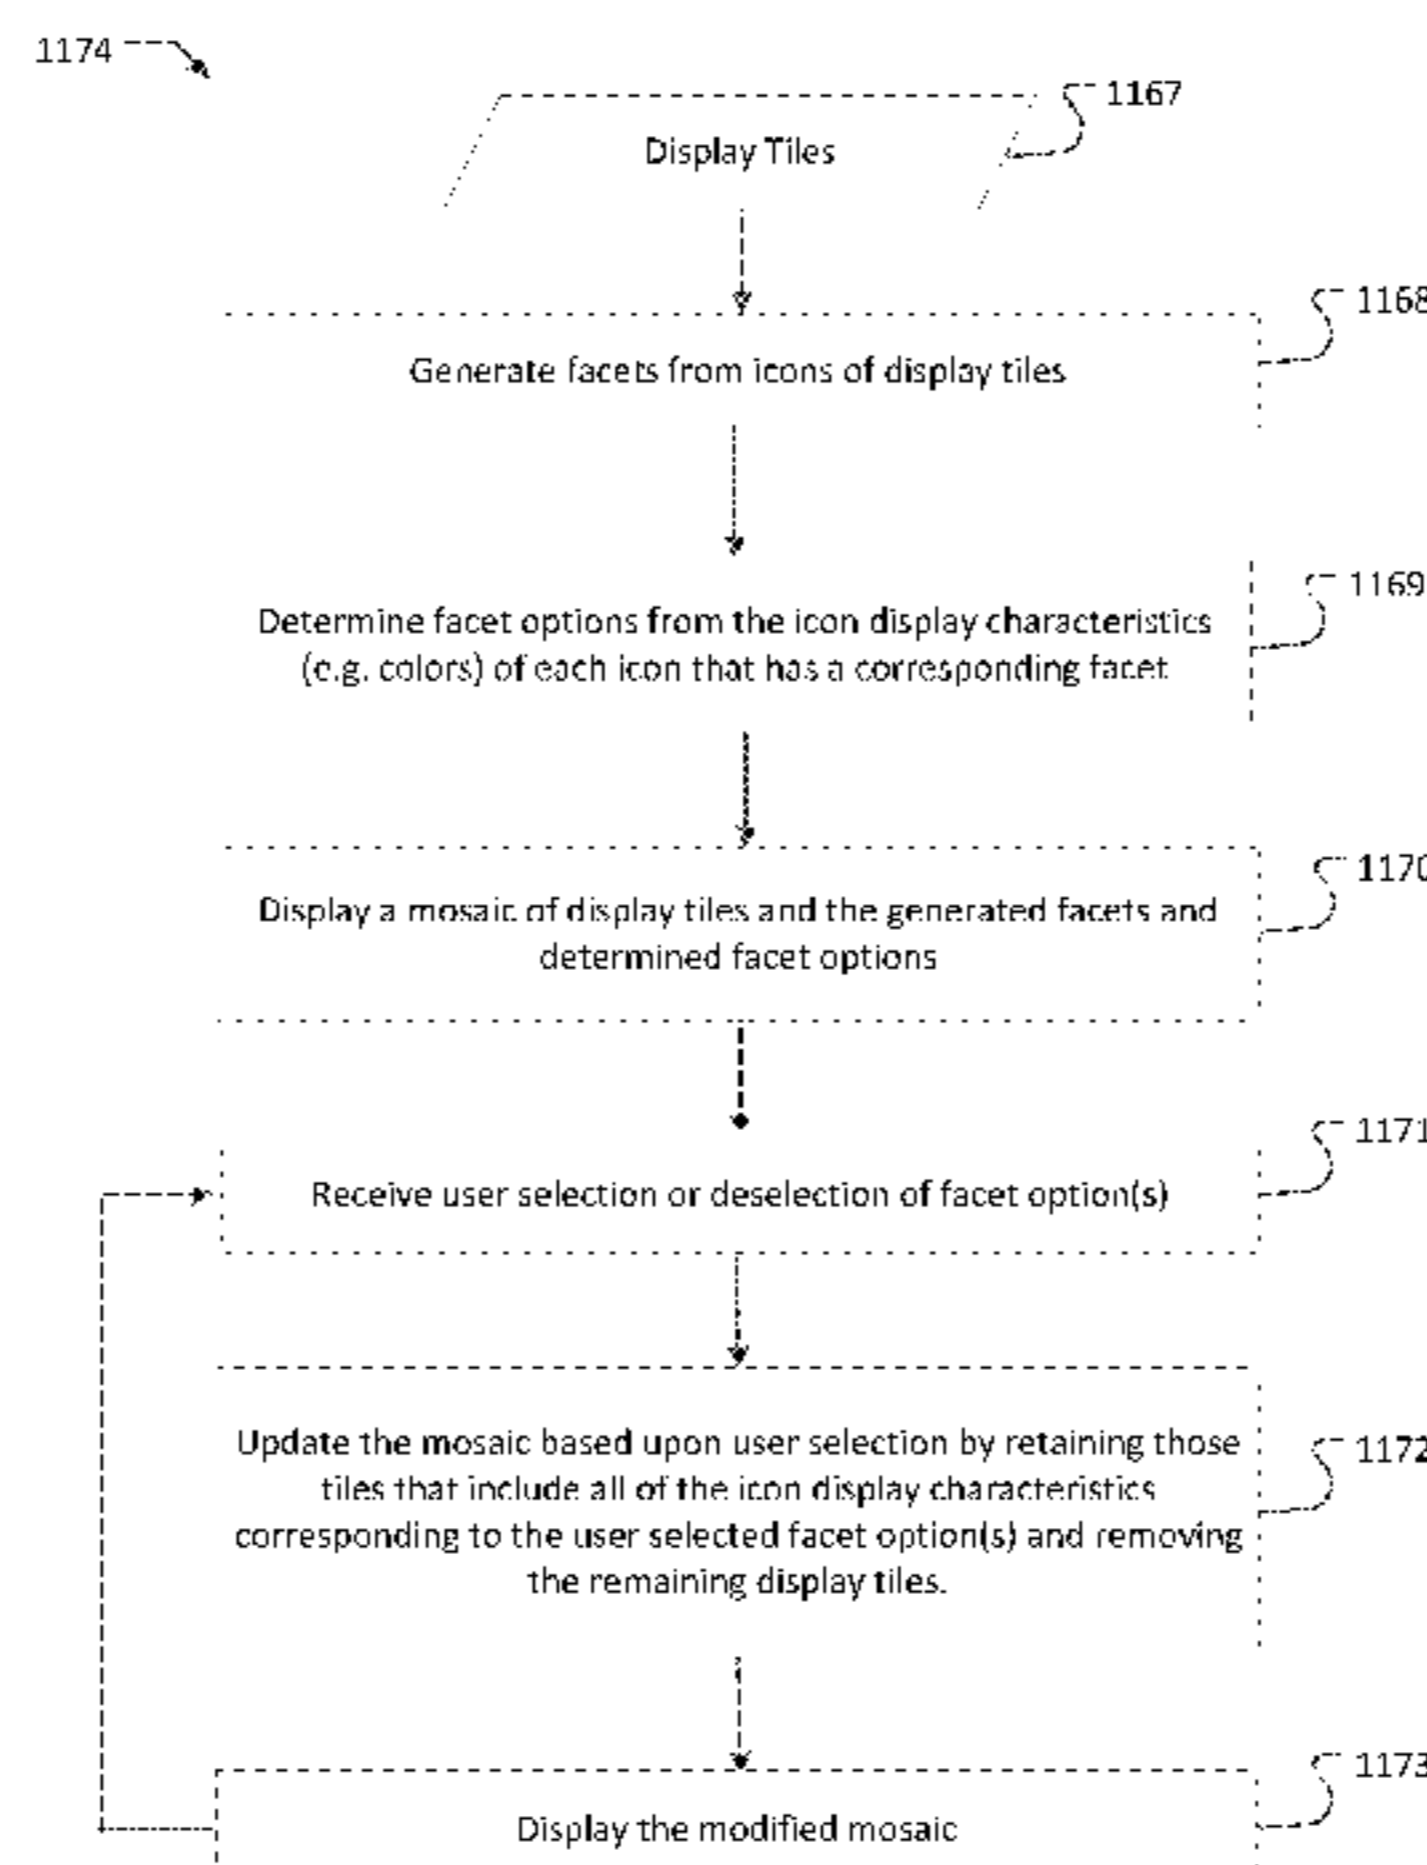 1174
1167
Display Tiles
1168
Generate facets from icons of display tiles
1169
Determine facet options from the icon display characteristics
(e.g. colors) of each icon that has a corresponding facet
1170
Display a mosaic of display tiles and the generated facets and
determined facet options
1171
Receive user selection or deselection of facet option(s)
1172
Update the mosaic based upon user selection by retaining those
tiles that include all of the icon display characteristics
corresponding to the user selected facet option(s) and removing
the remaining display tiles.
1173
Display the modified mosaic